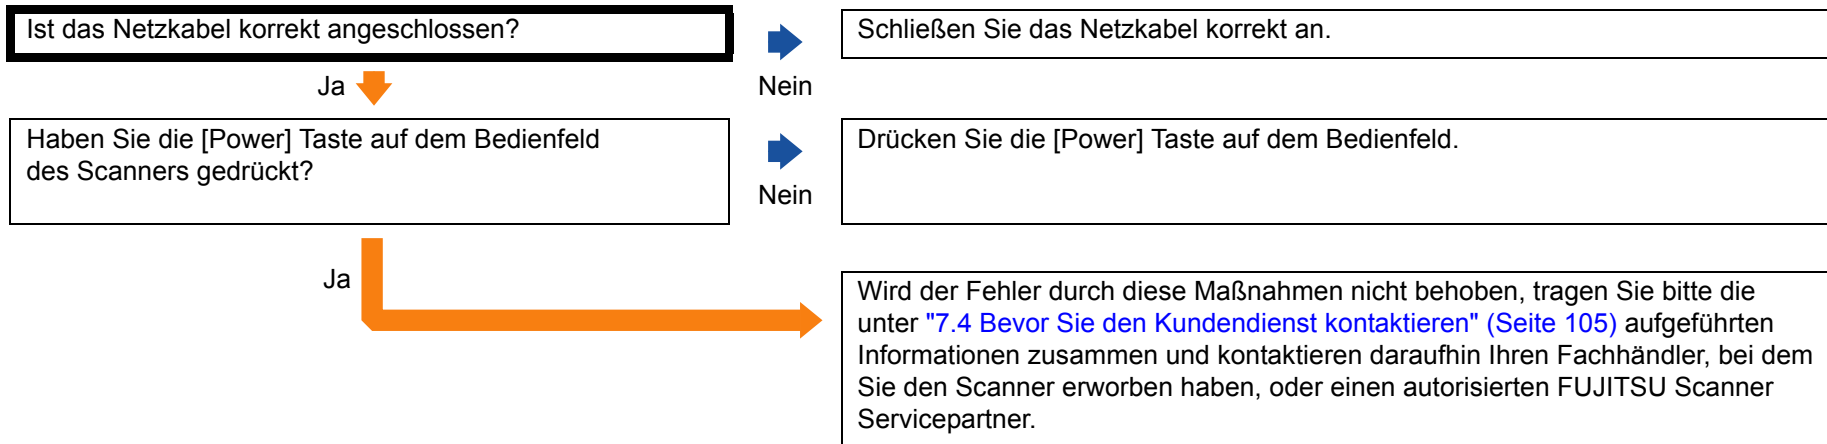 Ist das Netzkabel korrekt angeschlossen?
Schließen Sie das Netzkabel korrekt an.
Ja
Nein
Haben Sie die [Power] Taste auf dem Bedienfeld
des Scanners gedrückt?
Drücken Sie die [Power] Taste auf dem Bedienfeld.
Nein
Ja
Wird der Fehler durch diese Maßnahmen nicht behoben, tragen Sie bitte die
unter "7.4 Bevor Sie den Kundendienst kontaktieren" (Seite 105) aufgeführten
Informationen zusammen und kontaktieren daraufhin Ihren Fachhändler, bei dem
Sie den Scanner erworben haben, oder einen autorisierten FUJITSU Scanner
Servicepartner.